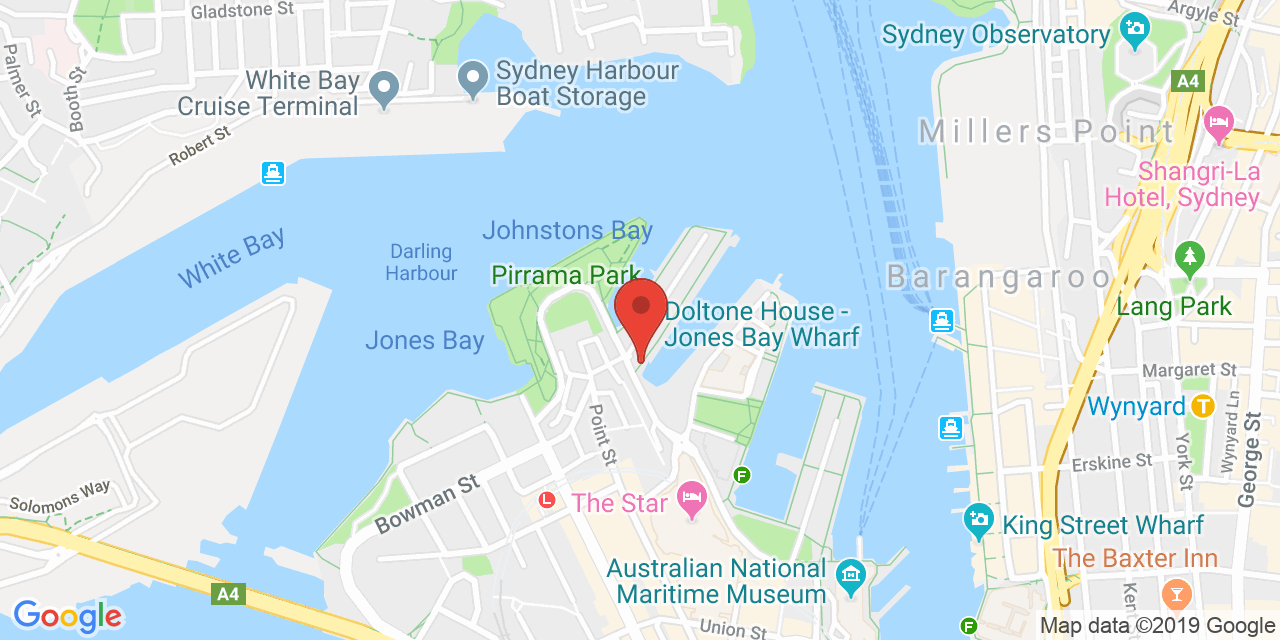 Gladstone St
Argyle St
Sydney Observatory
Palmer St
Booth St
White Bay
Cruise Terminal
Sydney Harbour
Boat Storage
A4
Robert St
Millers Point
Shangri-La
Hotel, Sydney
White Bay
Johnstons Bay
Darling
Harbour
Pirrama Park
Barangaroo
Lang Park
Doltone House -
Jones Bay Wharf
Jones Bay
Margaret St
Wynyard
T
Point St
York St
Wynyard Ln
George St
Erskine St
F
Solomons Way
Bowman St
L
The Star
King Street Wharf
The Baxter Inn
Australian National
Maritime Museum
A4
Ken
Google
Union St
F
Map data ©2019 Google